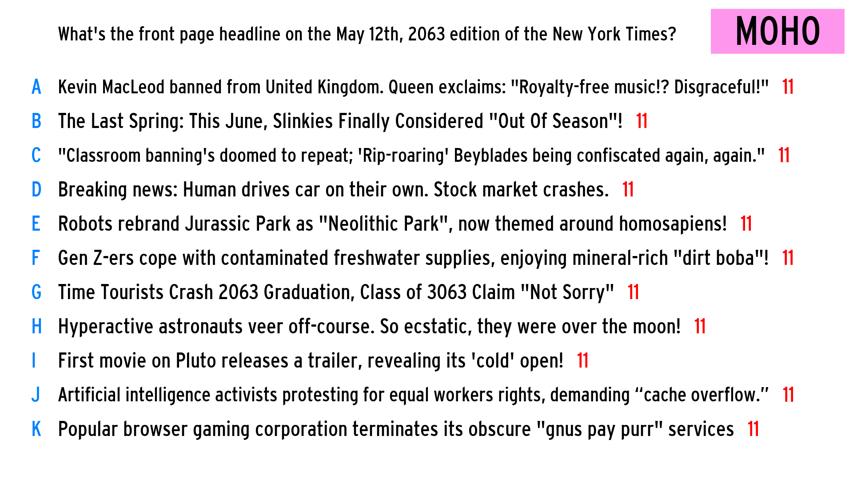 What's the front page headline on the May 12th, 2063 edition of the New York Times?
MOHO
A Kevin MacLeod banned from United Kingdom. Queen exclaims: "Royalty-free music!? Disgraceful!" 11
B The Last Spring: This June, Slinkies Finally Considered "Out Of Season"! 11
C "Classroom banning's doomed to repeat; 'Rip-roaring' Beyblades being confiscated again, again." 11
D Breaking news: Human drives car on their own. Stock market crashes. 11
E Robots rebrand Jurassic Park as "Neolithic Park", now themed around homosapiens! 11
F Gen Z-ers cope with contaminated freshwater supplies, enjoying mineral-rich "dirt boba"! 11
G Time Tourists Crash 2063 Graduation, Class of 3063 Claim "Not Sorry" 11
H Hyperactive astronauts veer off-course. So ecstatic, they were over the moon! 11
I First movie on Pluto releases a trailer, revealing its 'cold' open! 11
J Artificial intelligence activists protesting for equal workers rights, demanding “cache overflow.” 11
K Popular browser gaming corporation terminates its obscure "gnus pay purr" services 11